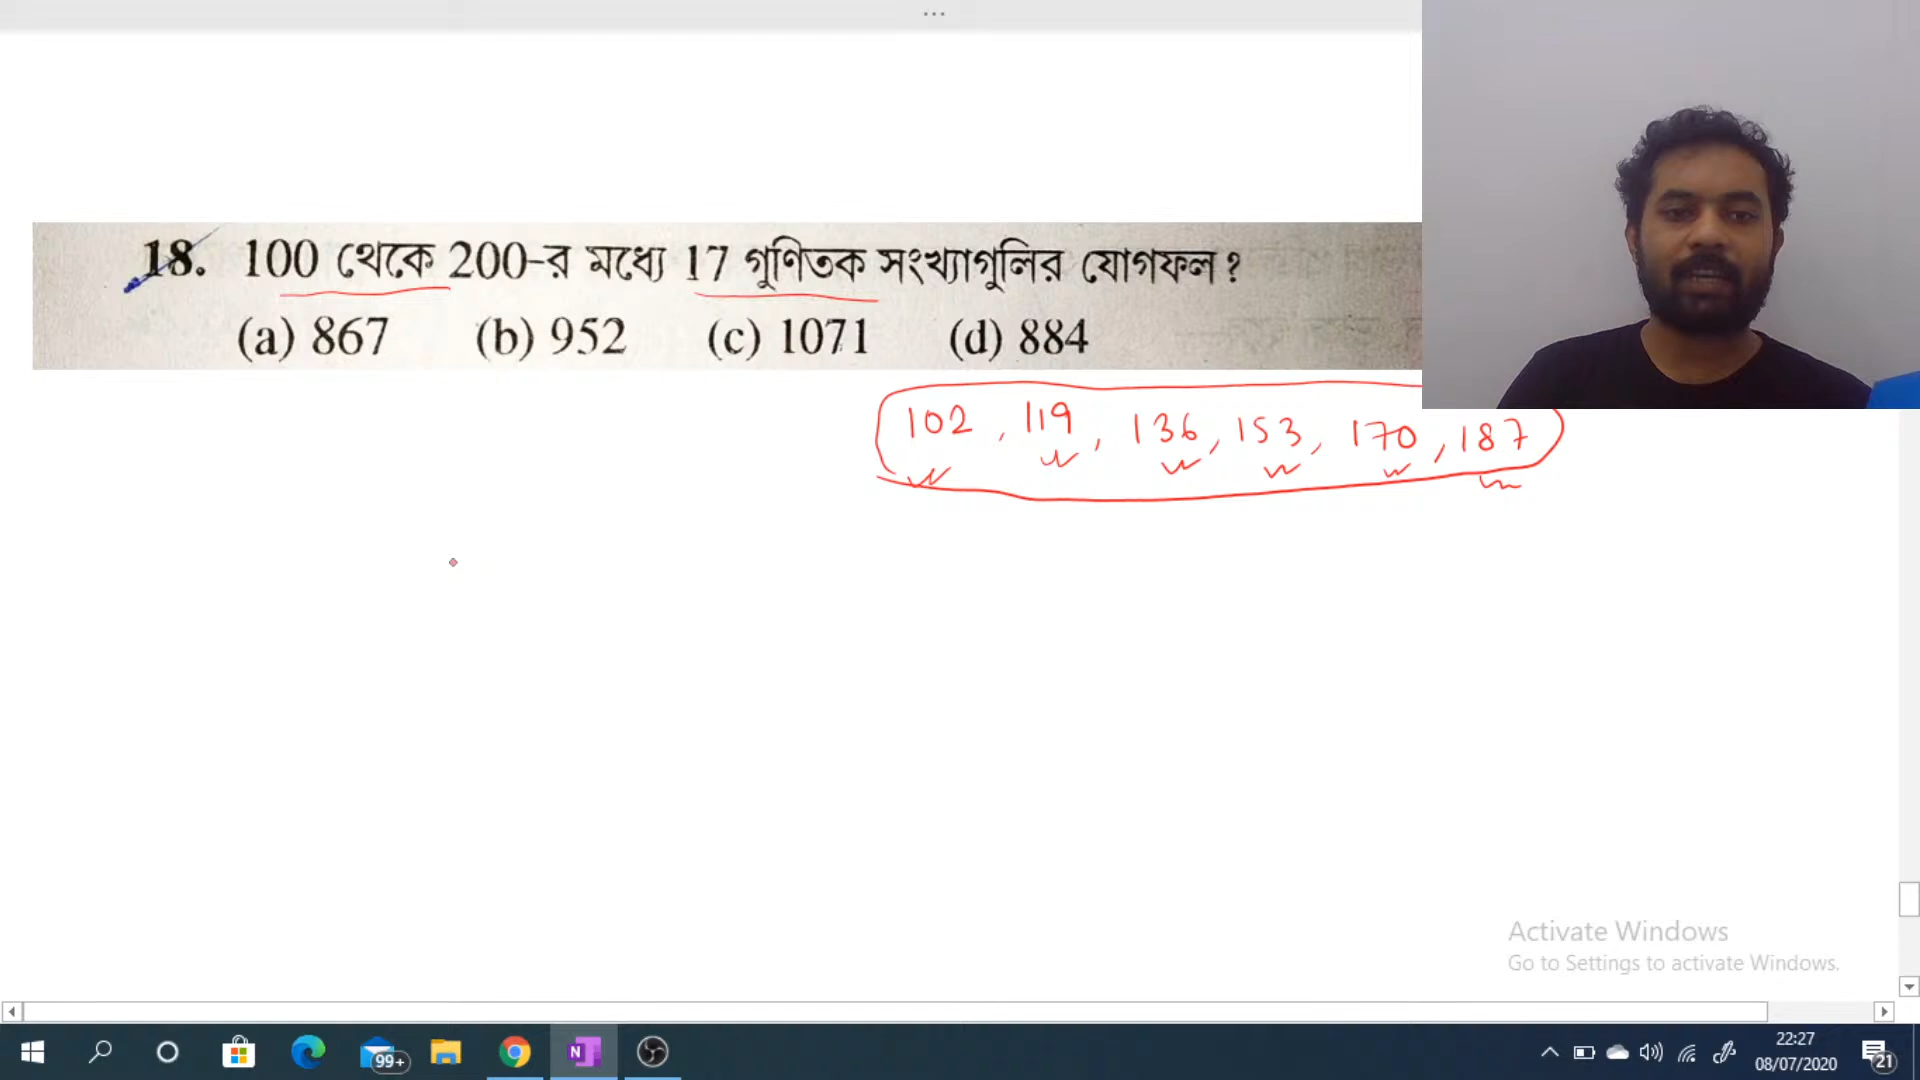 ...
18. 100 থেকে 200-র মধ্যে 17 গুণিতক সংখ্যাগুলির যোগফল?
(a) 867 (b) 952 (c) 1071 (d) 884
102, 119, 136, 153, 170, 187
Activate Windows
Go to Settings to activate Windows.
99+
N
22:27
08/07/2020
21